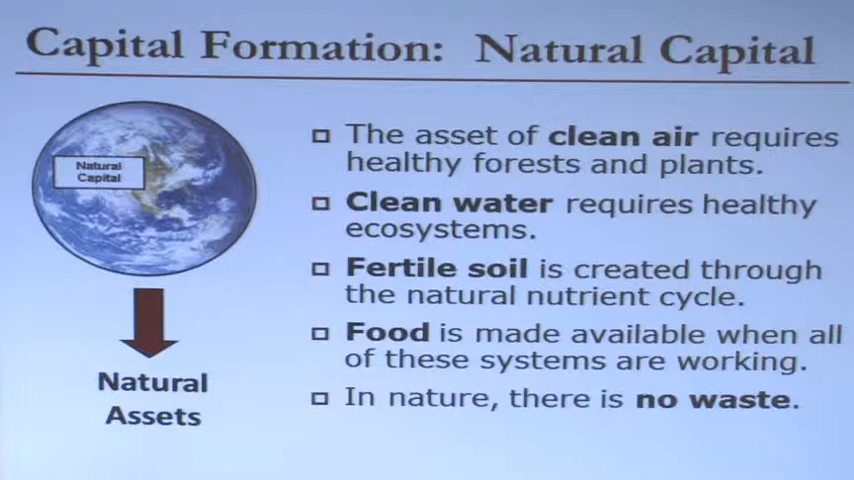 Capital Formation: Natural Capital
Natural
Capital
Natural
Assets
The asset of clean air requires
healthy forests and plants.
Clean water requires healthy
ecosystems.
Fertile soil is created through
the natural nutrient cycle.
Food is made available when all
of these systems are working.
In nature, there is no waste.